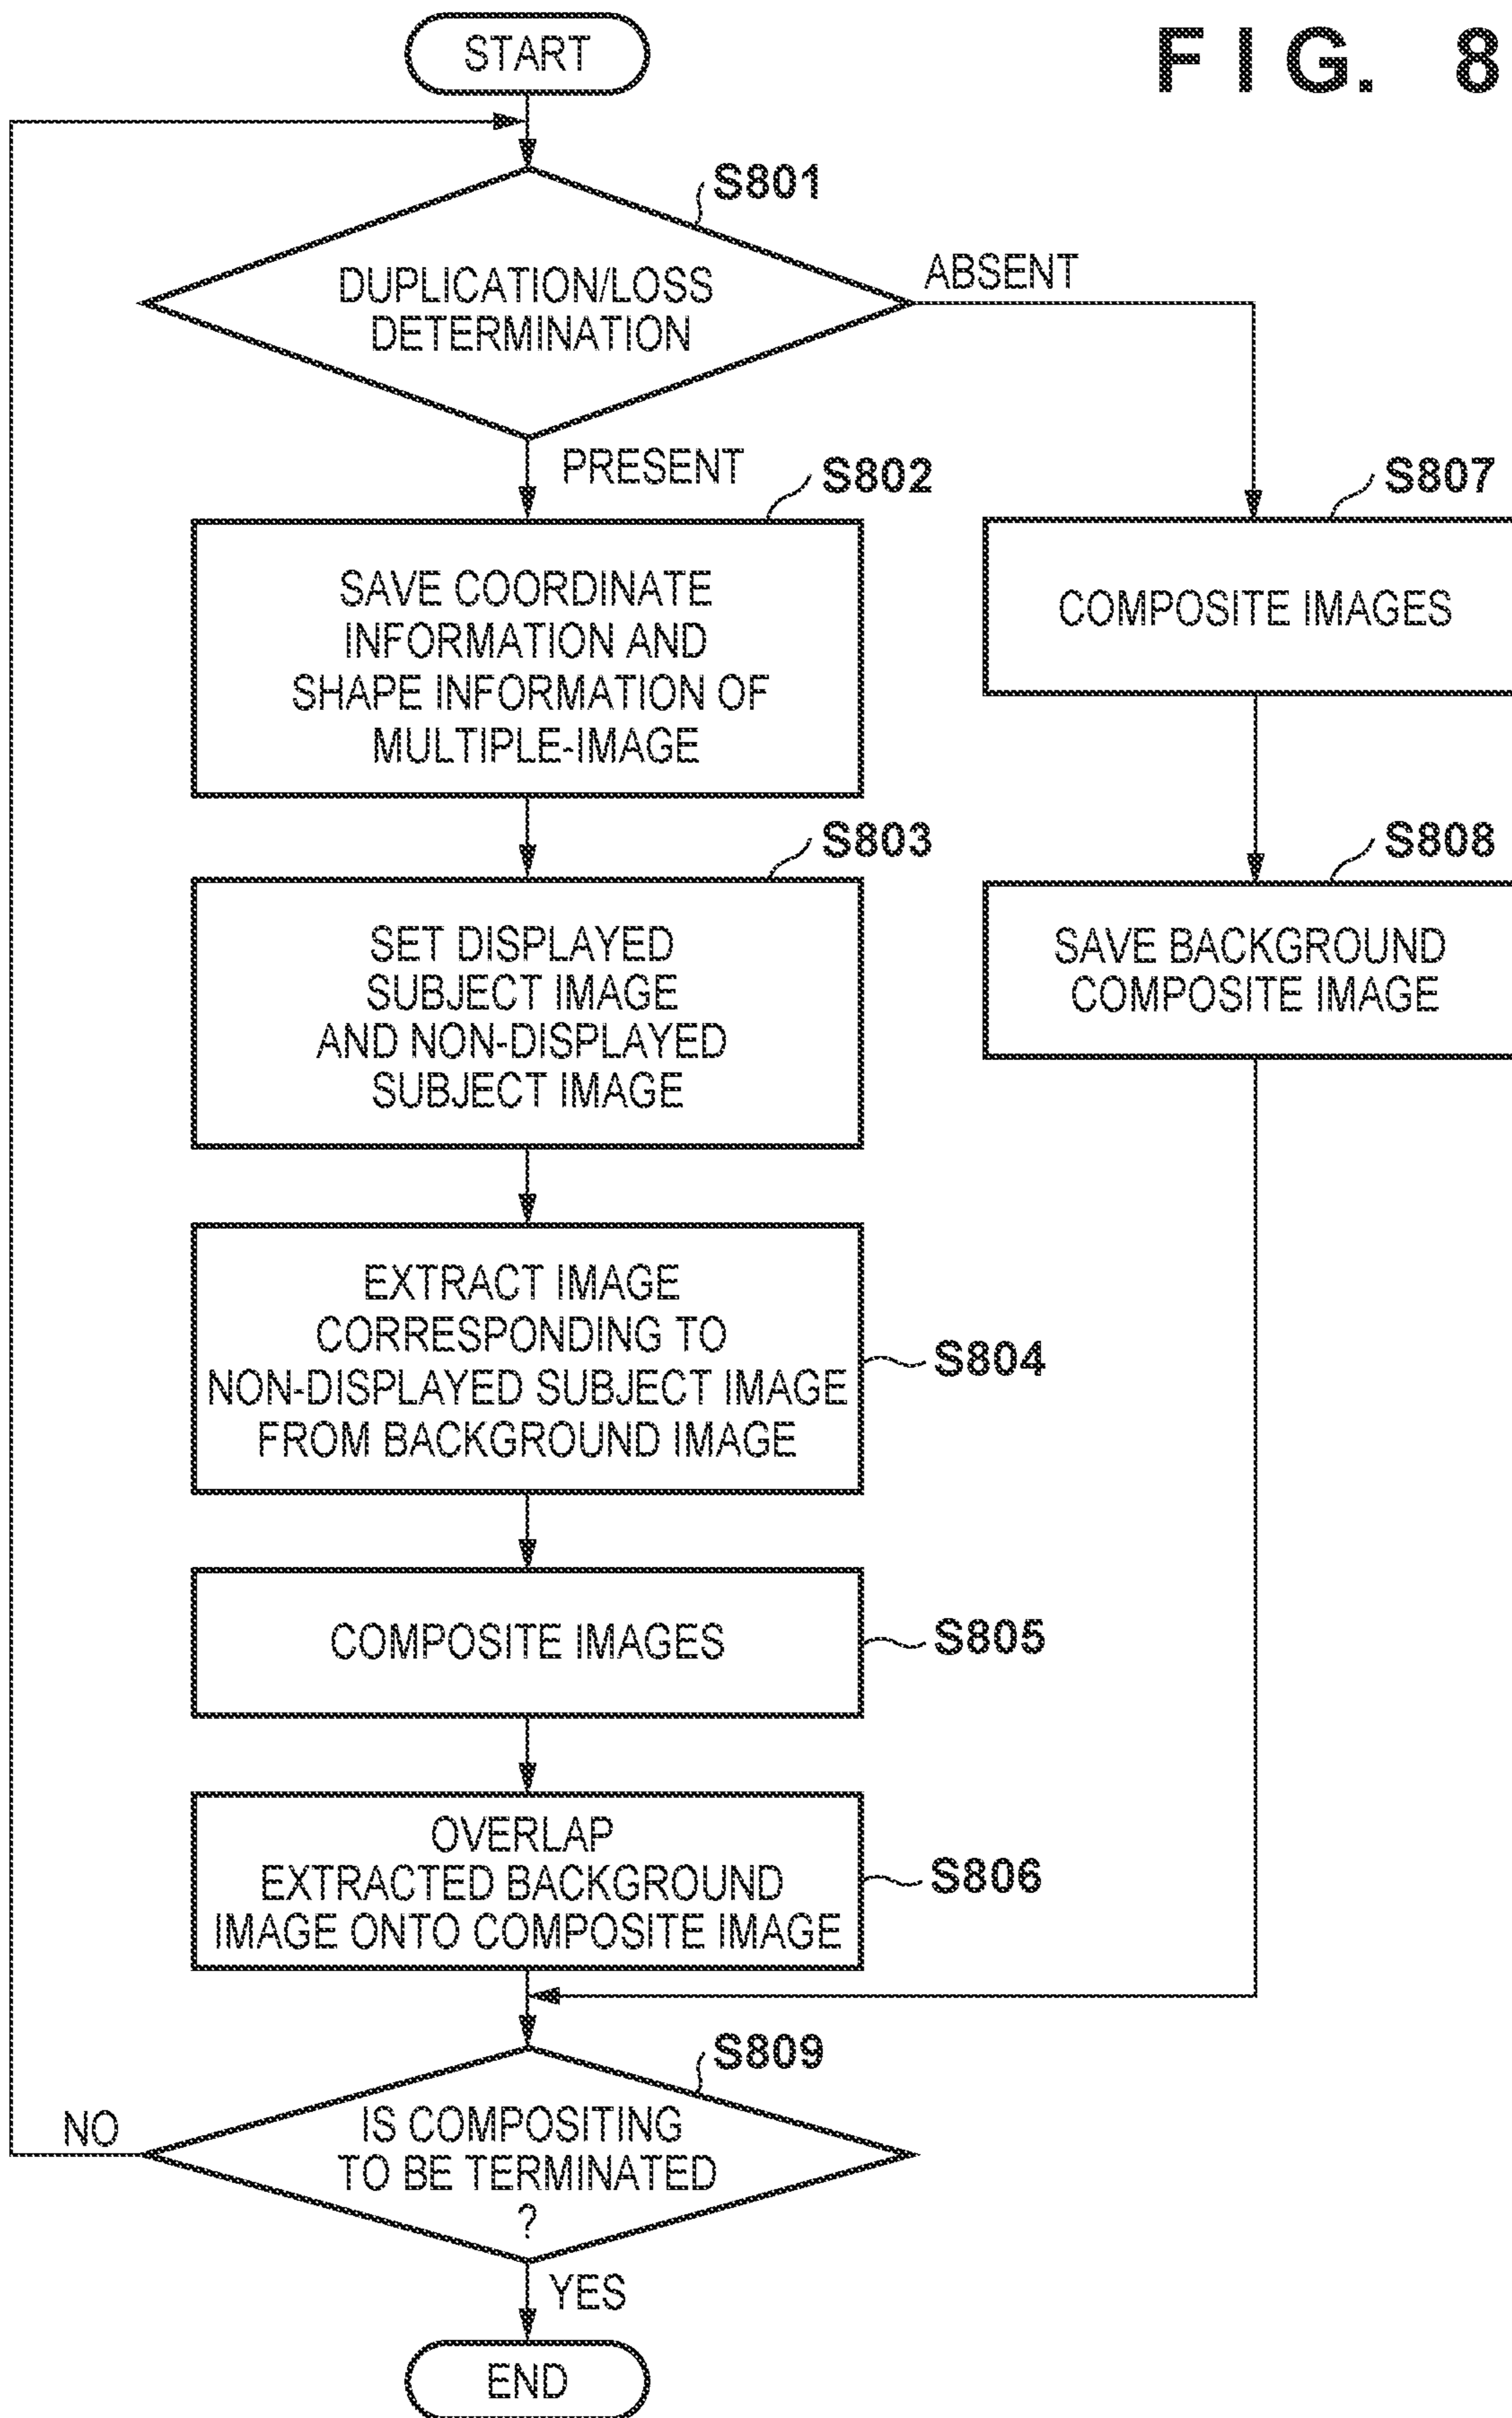 FIG. 8
START
S801
DUPLICATION/LOSS
DETERMINATION
ABSENT
PRESENT
S802
SAVE COORDINATE
INFORMATION AND
SHAPE INFORMATION OF
MULTIPLE-IMAGE
S807
COMPOSITE IMAGES
S803
SET DISPLAYED
SUBJECT IMAGE
AND NON-DISPLAYED
SUBJECT IMAGE
S808
SAVE BACKGROUND
COMPOSITE IMAGE
EXTRACT IMAGE
CORRESPONDING TO
NON-DISPLAYED SUBJECT IMAGE
FROM BACKGROUND IMAGE
S804
COMPOSITE IMAGES
S805
OVERLAP
EXTRACTED BACKGROUND
IMAGE ONTO COMPOSITE IMAGE
S806
S809
IS COMPOSITING
TO BE TERMINATED
?
NO
YES
END